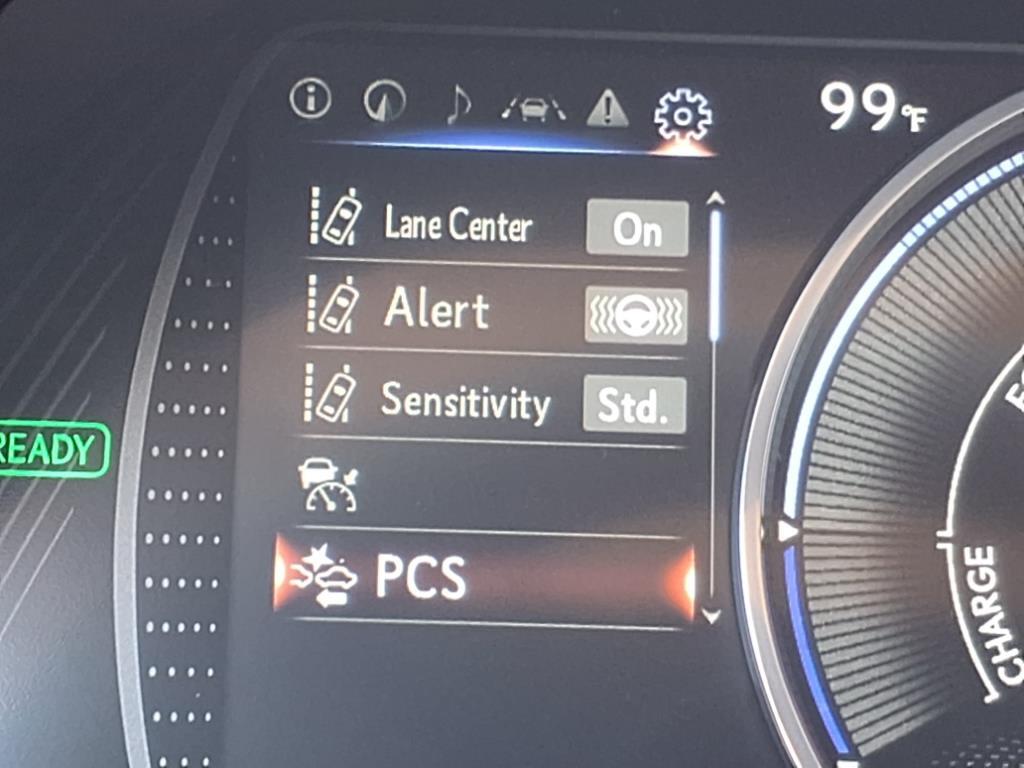 99°F
Lane Center On
Alert
Sensitivity Std.
READY
PCS
CHARGE